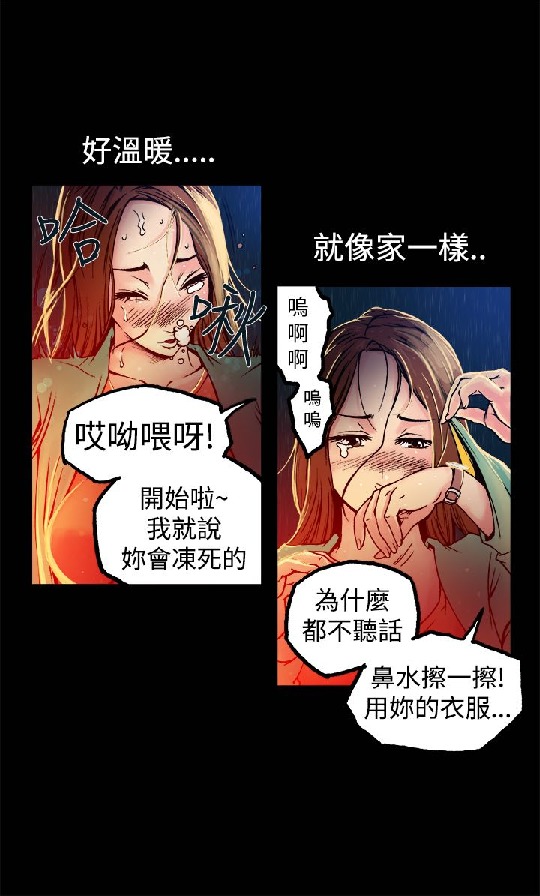 好溫暖.....
哈
啾
哎呦喂呀!
開始啦~
我就說
妳會凍死的
就像家一樣..
嗚
啊
啊
嗚
嗚
為什麼
都不聽話
鼻水擦一擦!
用妳的衣服...